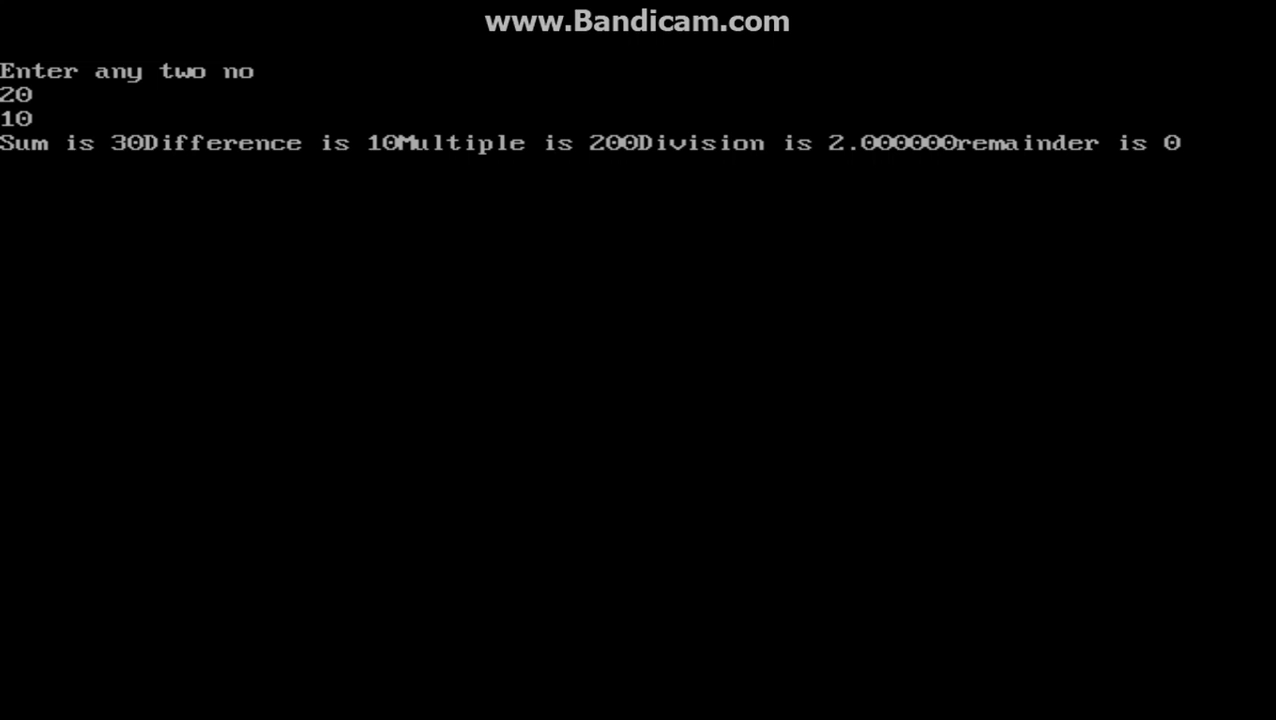 www.Bandicam.com
Enter any two no
20
10
Sum is 30Difference is 10Multiple is 200Division is 2.000000remainder is 0